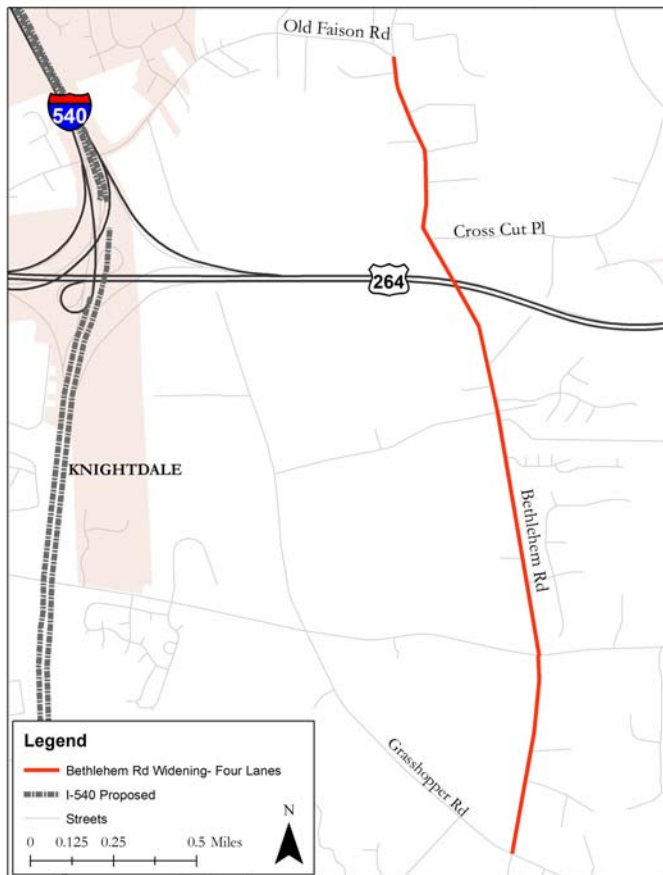 Old Faison Rd
540
Cross Cut Pl
264
KNIGHTDALE
Bethlehem Rd
Grasshopper Rd
Legend
Bethlehem Rd Widening- Four Lanes
I-540 Proposed
Streets
N
0 0.125 0.25 0.5 Miles